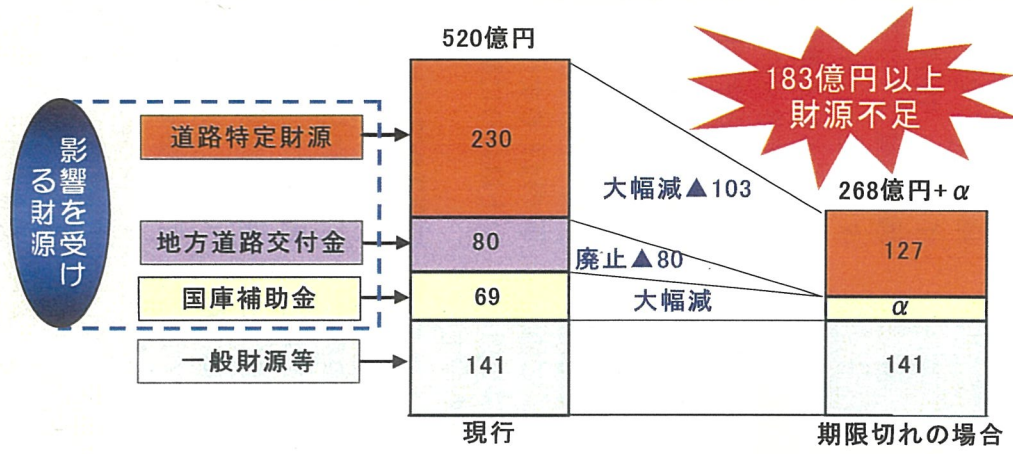 520億円
183億円以上
財源不足
影響を受け
る財源
道路特定財源
230
大幅減▲103
268億円+α
127
地方道路交付金
80
廃止▲80
国庫補助金
69
大幅減
α
一般財源等
141
141
現行
期限切れの場合